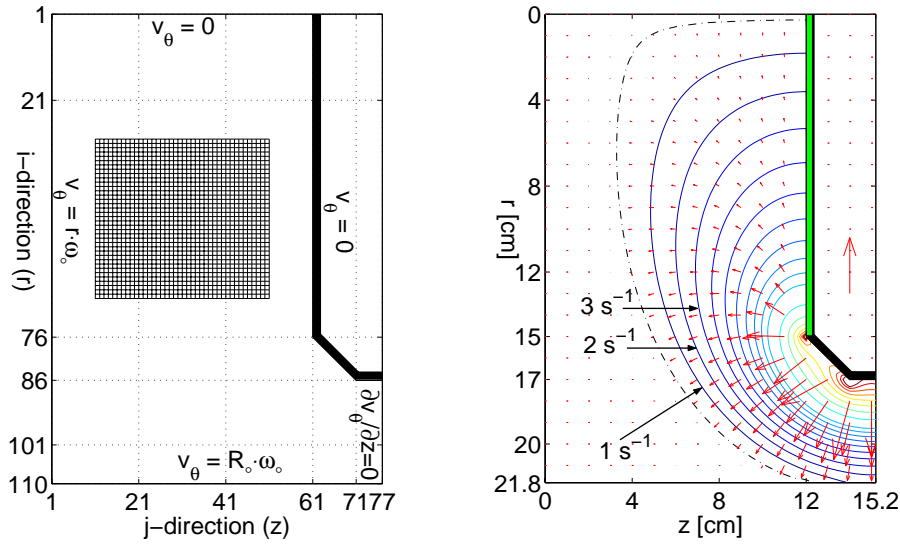 1
21
76
86
101
110
i−direction (r)
1
21
41
61
7177
j−direction (z)
v_θ = 0
v_θ = r·ω_o
v_θ = 0
∂v_θ/∂z=0
v_θ = R_o·ω_o
0
4
8
12
15
17
20
21.8
r [cm]
0
4
8
12
15.2
z [cm]
3 s⁻¹
2 s⁻¹
1 s⁻¹